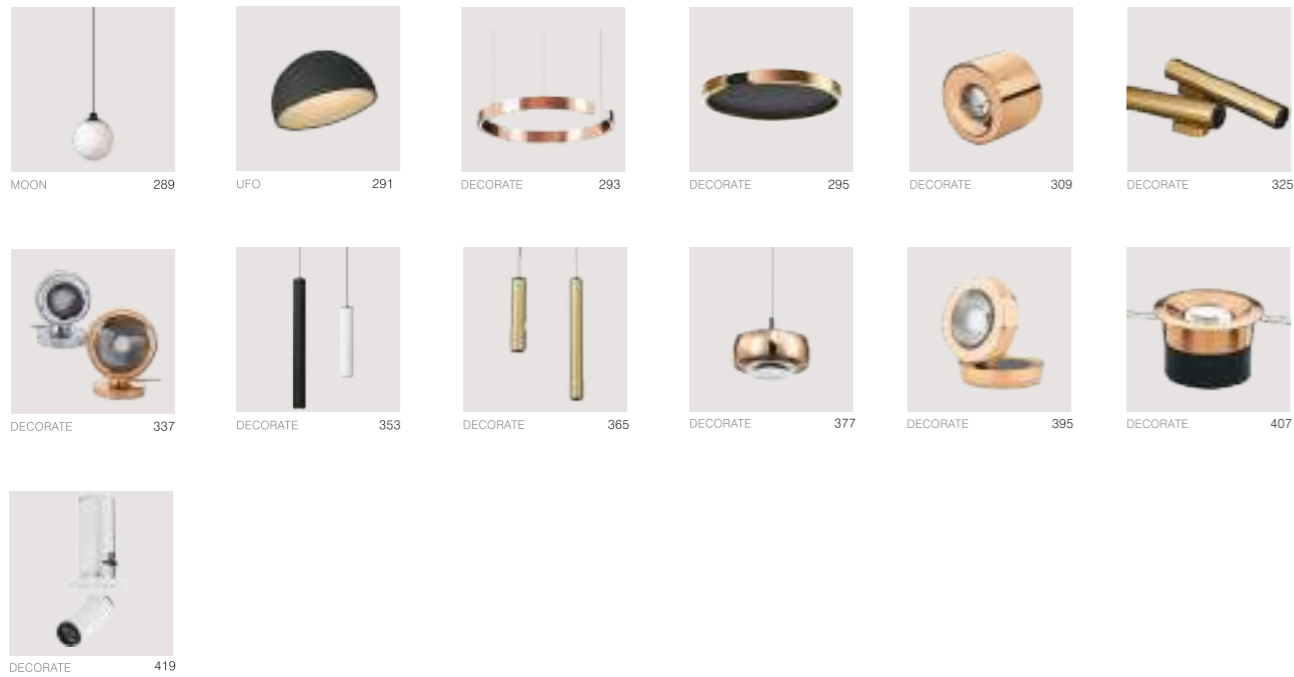 MOON 289
UFO 291
DECORATE 293
DECORATE 295
DECORATE 309
DECORATE 325
DECORATE 337
DECORATE 353
DECORATE 365
DECORATE 377
DECORATE 395
DECORATE 407
DECORATE 419